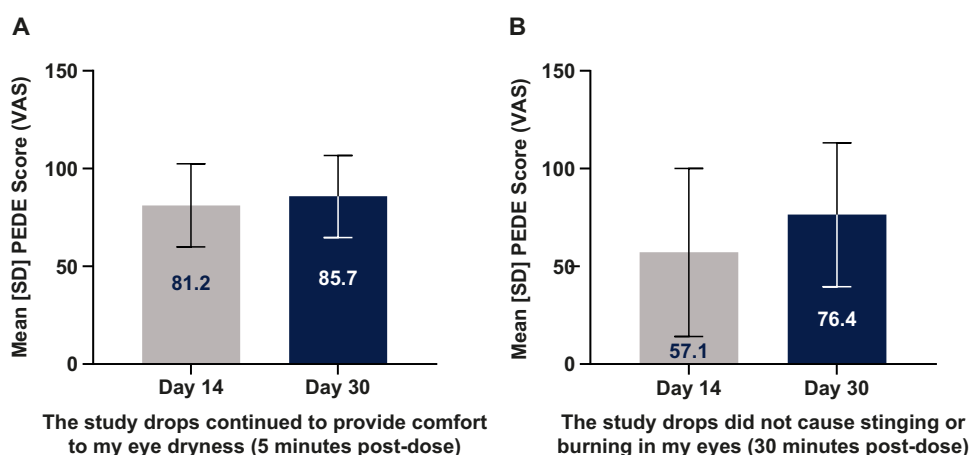 A
Mean [SD] PEDE Score (VAS)
150
100
50
0
81.2
85.7
Day 14
Day 30
The study drops continued to provide comfort
to my eye dryness (5 minutes post-dose)
B
Mean [SD] PEDE Score (VAS)
150
100
50
0
57.1
76.4
Day 14
Day 30
The study drops did not cause stinging or
burning in my eyes (30 minutes post-dose)